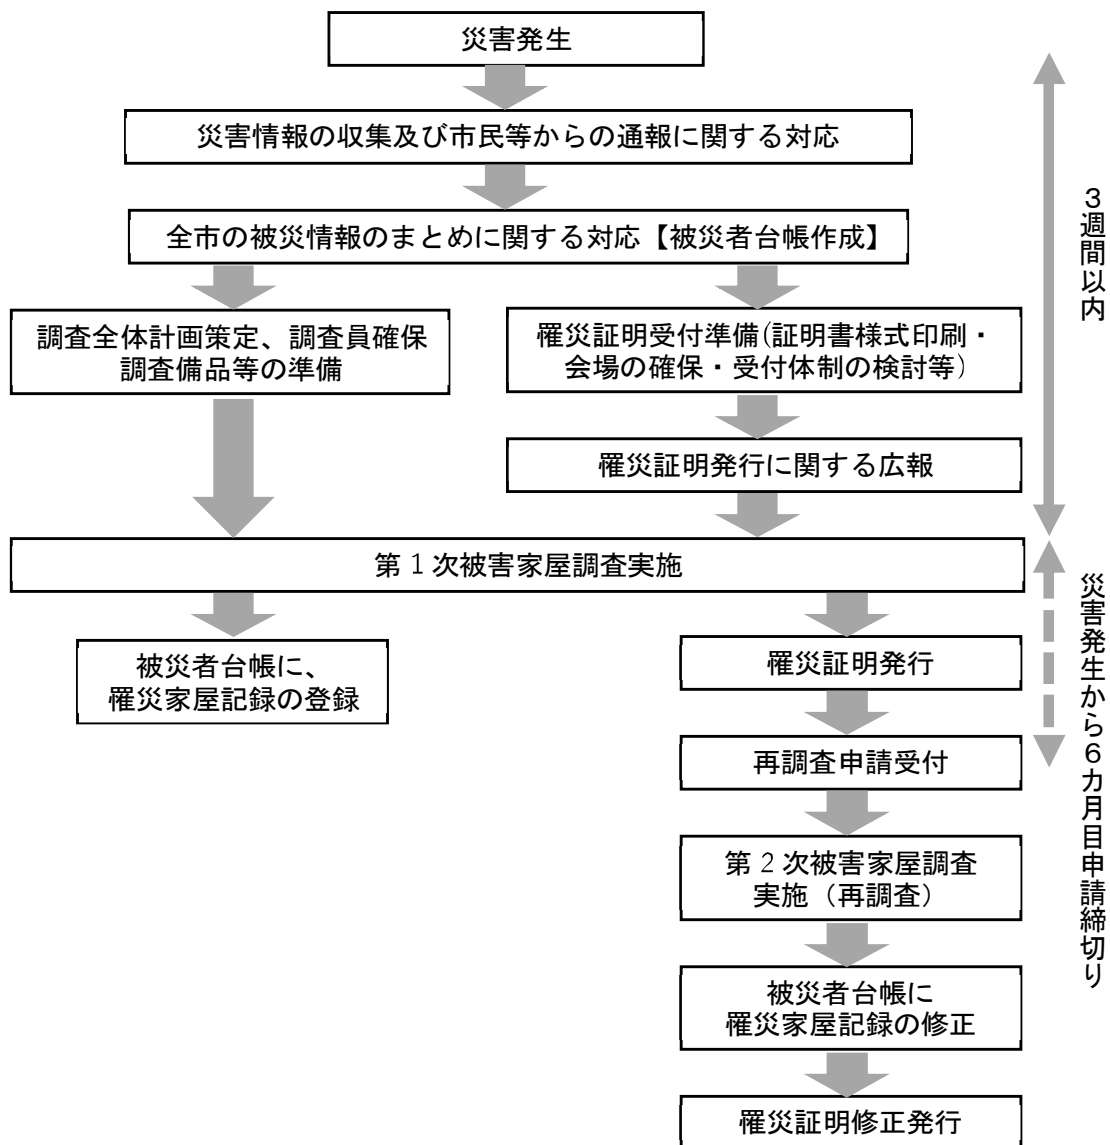 災害発生
災害情報の収集及び市民等からの通報に関する対応
全市の被災情報のまとめに関する対応【被災者台帳作成】
調査全体計画策定、調査員確保
調査備品等の準備
罹災証明受付準備(証明書様式印刷・
会場の確保・受付体制の検討等)
罹災証明発行に関する広報
3週間以内
第1次被害家屋調査実施
被災者台帳に、
罹災家屋記録の登録
罹災証明発行
再調査申請受付
第2次被害家屋調査
実施（再調査）
被災者台帳に
罹災家屋記録の修正
罹災証明修正発行
災害発生から6カ月目申請締切り